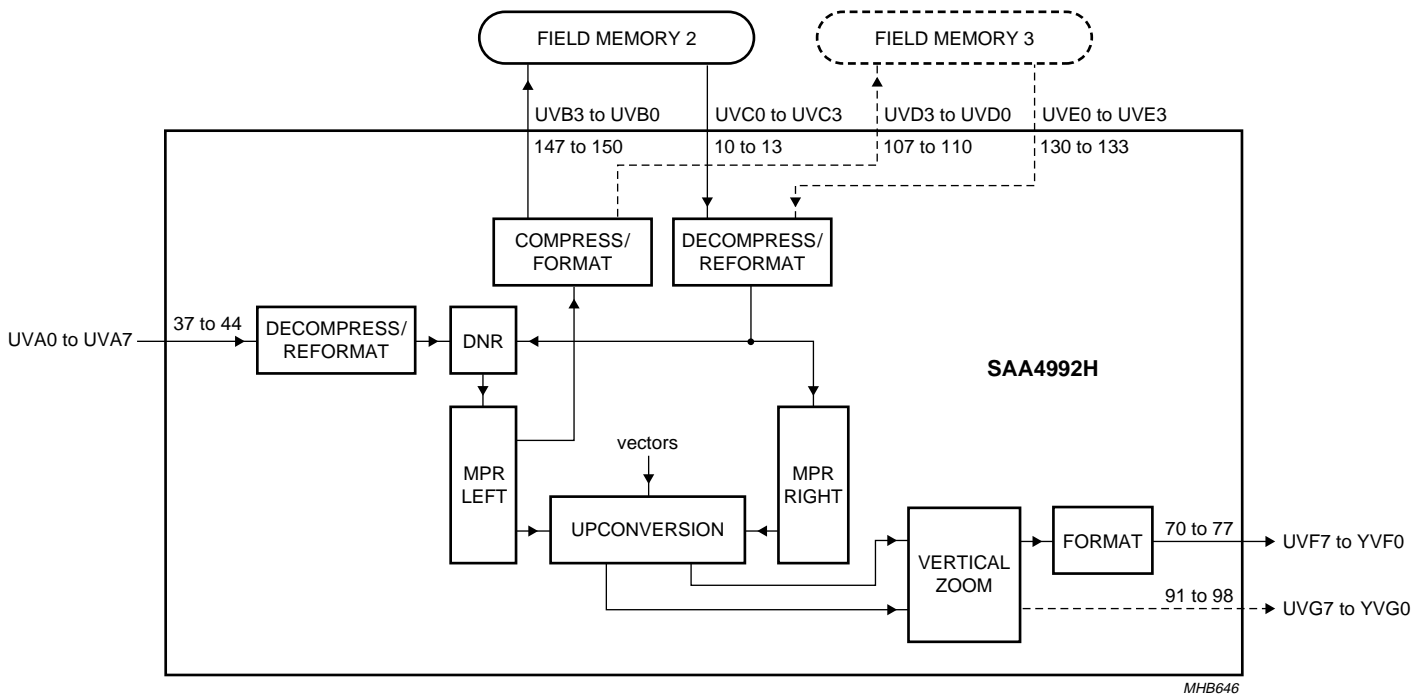 FIELD MEMORY 2
FIELD MEMORY 3
UVB3 to UVB0
UVC0 to UVC3
UVD3 to UVD0
UVE0 to UVE3
147 to 150
10 to 13
107 to 110
130 to 133
COMPRESS/
FORMAT
DECOMPRESS/
REFORMAT
UVA0 to UVA7
37 to 44
DECOMPRESS/
REFORMAT
DNR
SAA4992H
vectors
MPR
LEFT
MPR
RIGHT
UPCONVERSION
VERTICAL
ZOOM
FORMAT
70 to 77
UVF7 to YVF0
91 to 98
UVG7 to YVG0
MHB646